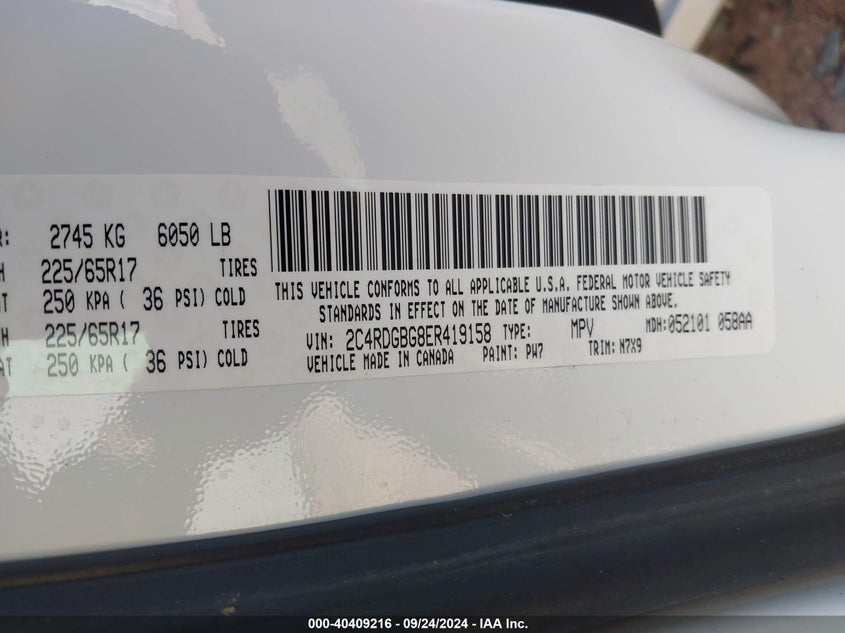 R: 2745 KG 6050 LB
H 225/65R17 TIRES
AT 250 KPA ( 36 PSI) COLD
H 225/65R17 TIRES
AT 250 KPA ( 36 PSI) COLD
THIS VEHICLE CONFORMS TO ALL APPLICABLE U.S.A. FEDERAL MOTOR VEHICLE SAFETY
STANDARDS IN EFFECT ON THE DATE OF MANUFACTURE SHOWN ABOVE.
VIN: 2C4RDGBG8ER419158 TYPE: MPV MDH:052101 058AA
VEHICLE MADE IN CANADA PAINT: PW7 TRIM: N7X9
000-40409216 - 09/24/2024 - IAA Inc.